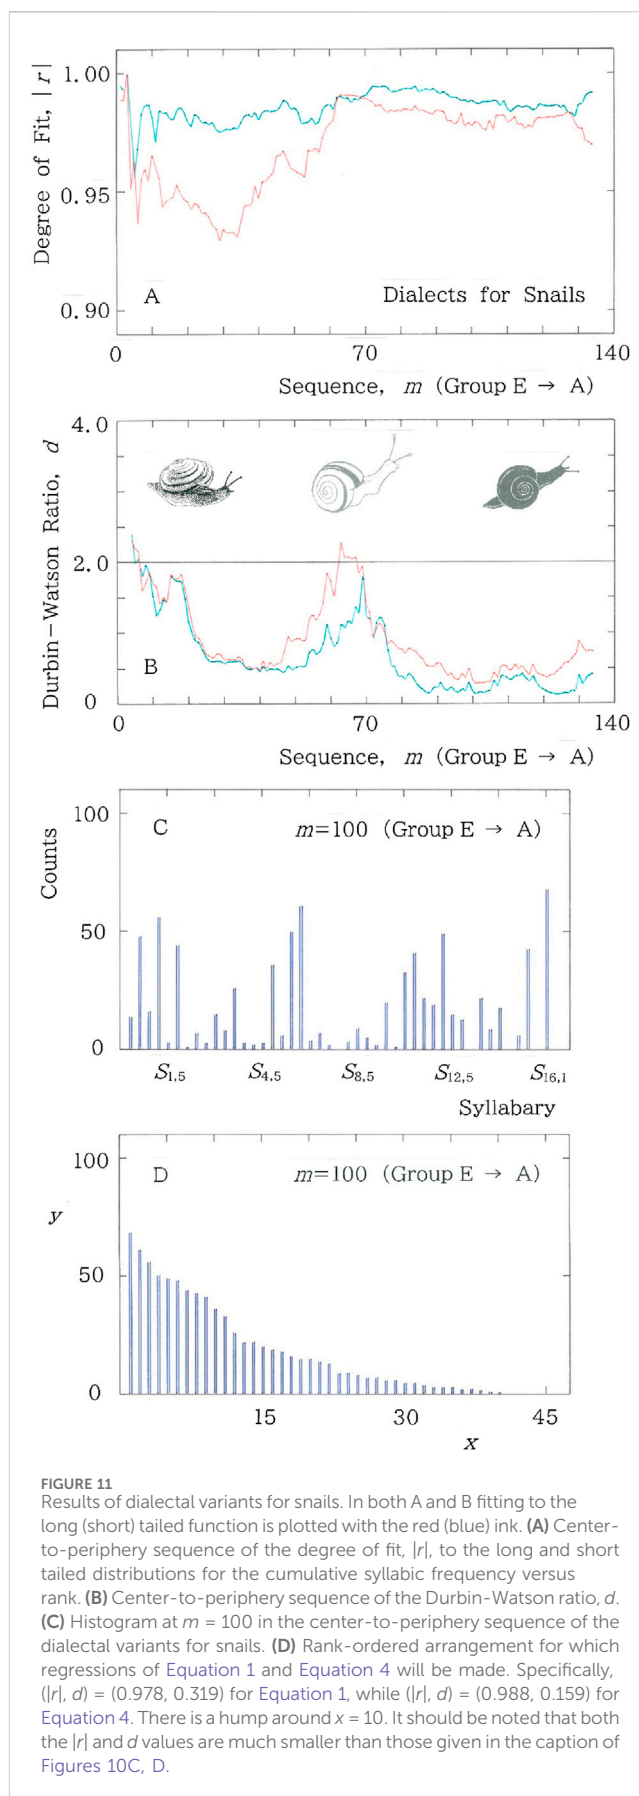 1.00
0.95
0.90
Degree of Fit, | r |
A
Dialects for Snails
0
70
140
Sequence, m (Group E → A)
4.0
2.0
0
Durbin-Watson Ratio, d
B
0
70
140
Sequence, m (Group E → A)
100
50
0
Counts
C
m=100 (Group E → A)
S1,5
S4,5
S8,5
S12,5
S16,1
Syllabary
100
50
0
y
D
m=100 (Group E → A)
15
30
45
x
FIGURE 11
Results of dialectal variants for snails. In both A and B fitting to the
long (short) tailed function is plotted with the red (blue) ink. (A) Center-
to-periphery sequence of the degree of fit, |r|, to the long and short
tailed distributions for the cumulative syllabic frequency versus
rank. (B) Center-to-periphery sequence of the Durbin-Watson ratio, d.
(C) Histogram at m = 100 in the center-to-periphery sequence of the
dialectal variants for snails. (D) Rank-ordered arrangement for which
regressions of Equation 1 and Equation 4 will be made. Specifically,
(|r|, d) = (0.978, 0.319) for Equation 1, while (|r|, d) = (0.988, 0.159) for
Equation 4. There is a hump around x = 10. It should be noted that both
the |r| and d values are much smaller than those given in the caption of
Figures 10C, D.